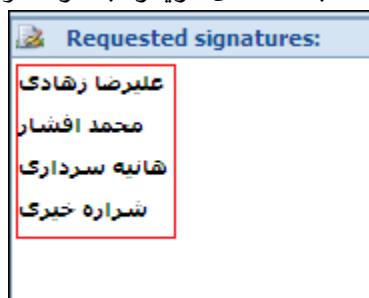 Requested signatures:
علیرضا زهادی
محمد افشار
هانیه سرداری
شراره خیری